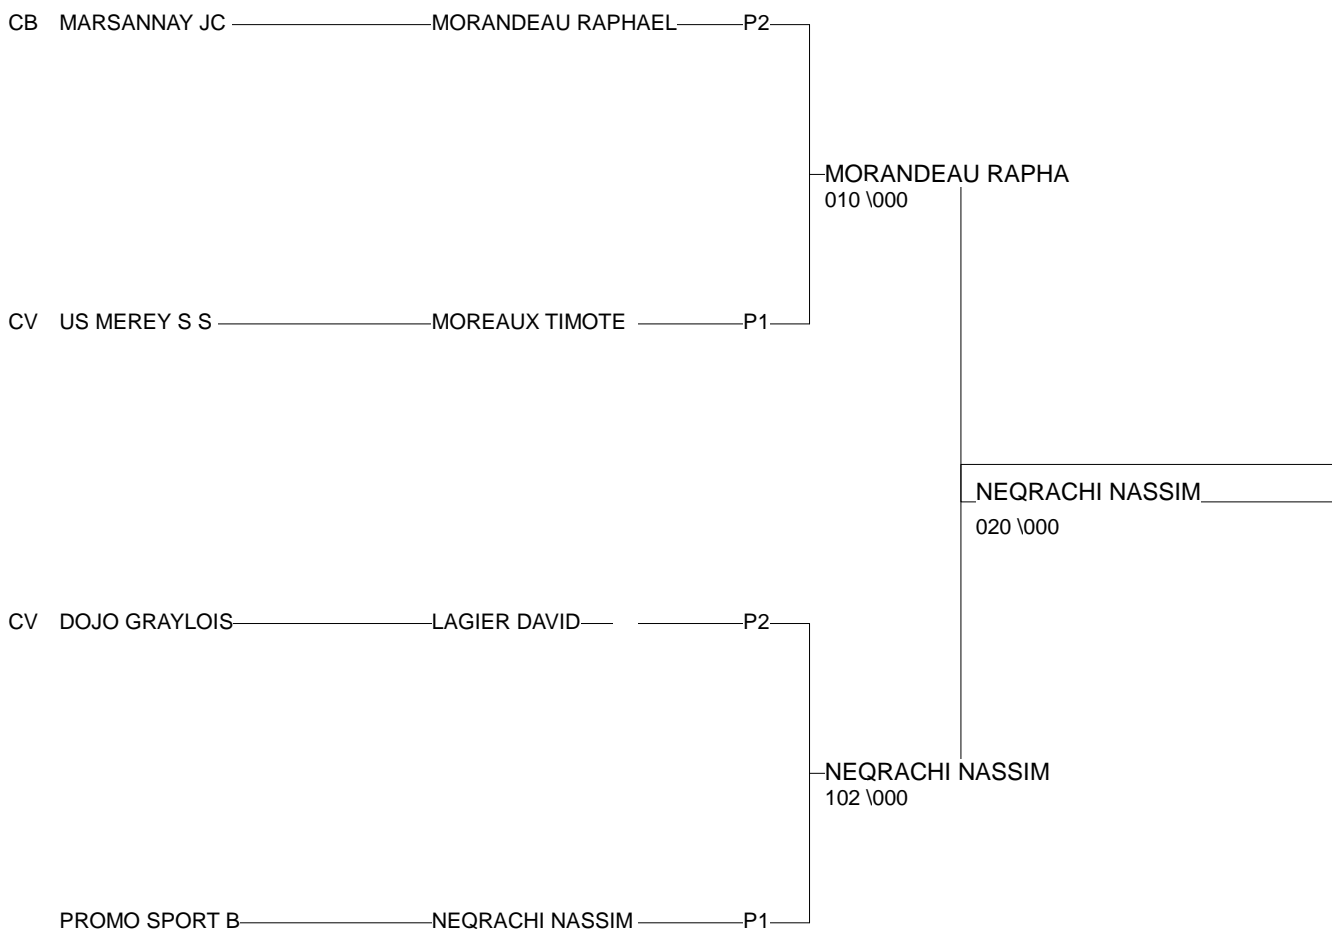 CB MARSANNAY JC MORANDEAU RAPHAEL P2
MORANDEAU RAPHA
010 \000
CV US MEREY S S MOREAUX TIMOTE P1
NEQRACHI NASSIM
020 \000
CV DOJO GRAYLOIS LAGIER DAVID P2
NEQRACHI NASSIM
102 \000
PROMO SPORT B NEQRACHI NASSIM P1